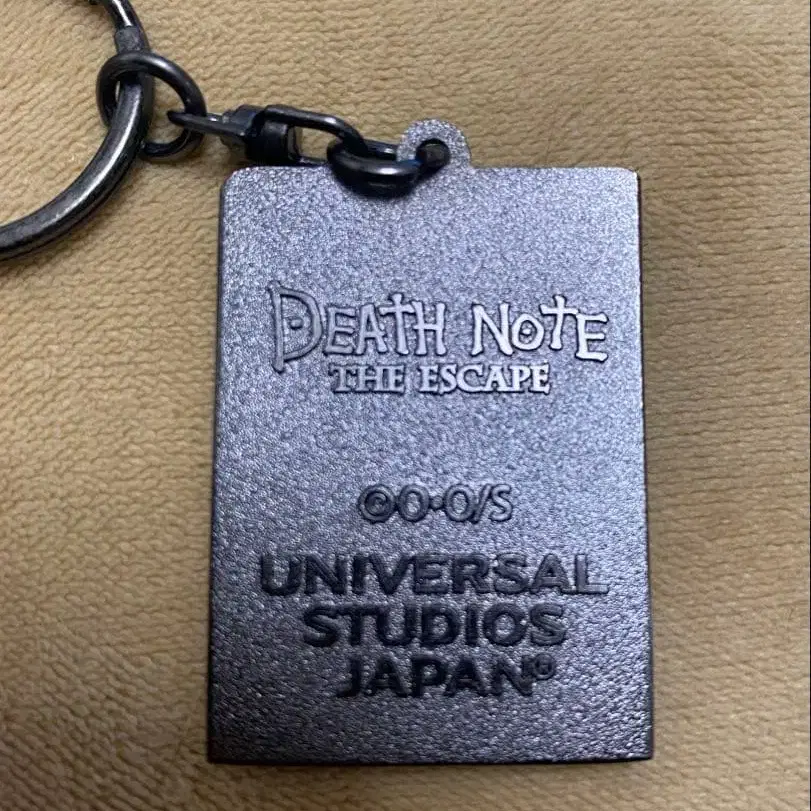 DEATH NOTE
THE ESCAPE
©O・O/S
UNIVERSAL
STUDIOS
JAPAN®